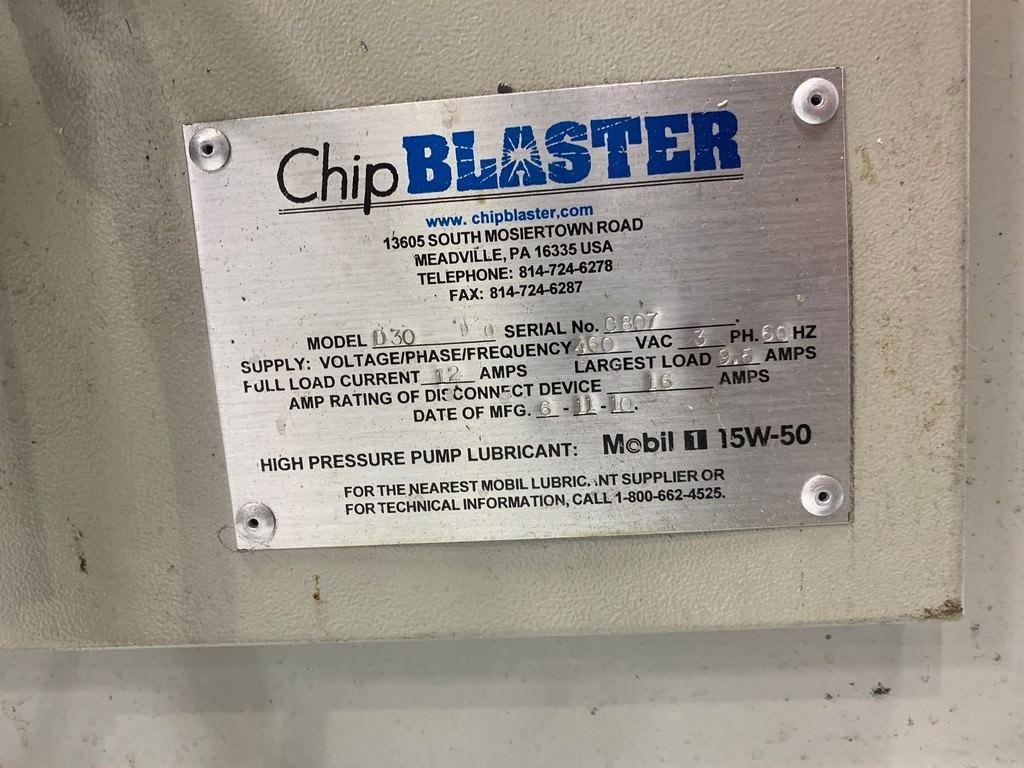 ChipBLASTER
www. chipblaster.com
13605 SOUTH MOSIERTOWN ROAD
MEADVILLE, PA 16335 USA
TELEPHONE: 814-724-6278
FAX: 814-724-6287
MODEL D30 SERIAL No. C807
SUPPLY: VOLTAGE/PHASE/FREQUENCY 460 VAC 3 PH. 60 HZ
FULL LOAD CURRENT 12 AMPS LARGEST LOAD 9.5 AMPS
AMP RATING OF DISCONNECT DEVICE 16 AMPS
DATE OF MFG. 6-11-10.
HIGH PRESSURE PUMP LUBRICANT: Mobil 1 15W-50
FOR THE NEAREST MOBIL LUBRICANT SUPPLIER OR
FOR TECHNICAL INFORMATION, CALL 1-800-662-4525.